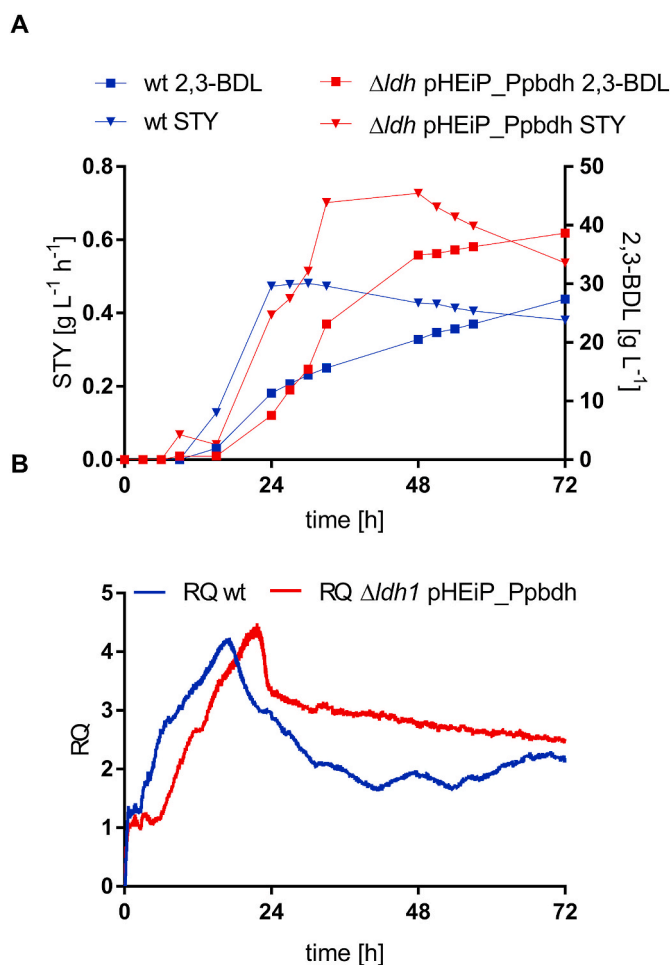 A
wt 2,3-BDL
Δldh pHEiP_Ppbdh 2,3-BDL
wt STY
Δldh pHEiP_Ppbdh STY
0.8
0.6
0.4
0.2
0.0
STY [g L⁻¹ h⁻¹]
50
40
30
20
10
0
2,3-BDL [g L⁻¹]
0 24 48 72
time [h]
B
RQ wt
RQ Δldh1 pHEiP_Ppbdh
5
4
3
2
1
0
RQ
0 24 48 72
time [h]